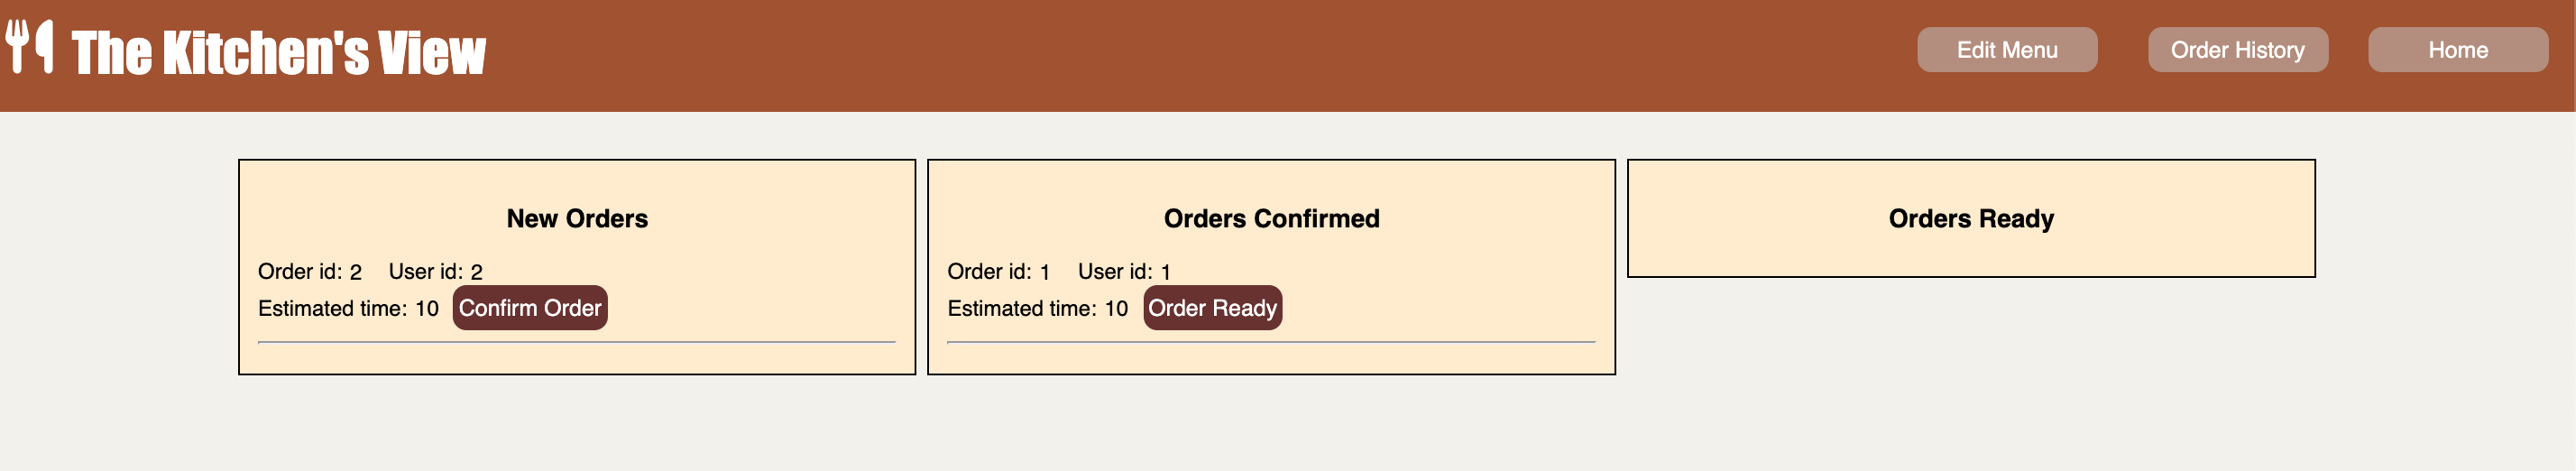 The Kitchen's View
Edit Menu
Order History
Home
New Orders
Order id: 2 User id: 2
Estimated time: 10 Confirm Order
Orders Confirmed
Order id: 1 User id: 1
Estimated time: 10 Order Ready
Orders Ready